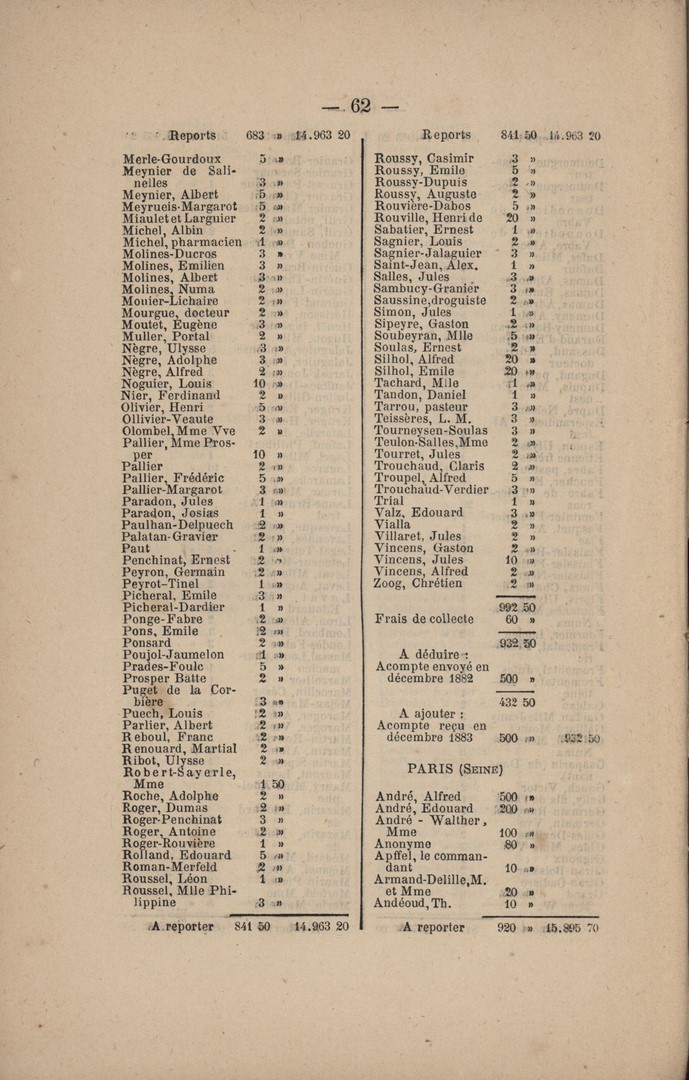 — 62 —
Reports 683 » 14.963 20
Merle-Gourdoux 5 »
Meynier de Sali-
nelles 3 »
Meynier, Albert 5 »
Meyrueis-Margarot 5 »
Miaulet et Larguier 2 »
Michel, Albin 2 »
Michel, pharmacien 1 »
Molines-Ducros 3 »
Molines, Emilien 3 »
Molines, Albert 3 »
Molines, Numa 2 »
Monier-Lichaire 2 »
Mourgue, docteur 2 »
Moutet, Eugène 3 »
Muller, Portal 2 »
Nègre, Ulysse 3 »
Nègre, Adolphe 3 »
Nègre, Alfred 2 »
Noguier, Louis 10 »
Nier, Ferdinand 2 »
Olivier, Henri 5 »
Ollivier-Veaute 3 »
Olombel, Mme Vve 2 »
Pallier, Mme Pros-
per 10 »
Pallier 2 »
Pallier, Frédéric 5 »
Pallier-Margarot 3 »
Paradon, Jules 1 »
Paradon, Josias 1 »
Paulhan-Delpuech 2 »
Palatan-Gravier 2 »
Paut 1 »
Penchinat, Ernest 2 »
Peyron, Germain 2 »
Peyrot-Tinel 1 »
Picheral, Emile 3 »
Picheral-Dardier 1 »
Ponge-Fabre 2 »
Pons, Emile 2 »
Ponsard 2 »
Poujol-Jaumelon 1 »
Prades-Foulc 5 »
Prosper Batte 2 »
Puget de la Cor-
bière 3 »
Puech, Louis 2 »
Parlier, Albert 2 »
Reboul, Franc 2 »
Renouard, Martial 2 »
Ribot, Ulysse 2 »
Robert-Sayerle,
Mme 1 50
Roche, Adolphe 2 »
Roger, Dumas 2 »
Roger-Penchinat 3 »
Roger, Antoine 2 »
Roger-Rouvière 1 »
Rolland, Edouard 5 »
Roman-Merfeld 2 »
Roussel, Léon 1 »
Roussel, Mlle Phi-
lippine 3 »
A reporter 841 50 14.963 20
Reports 841 50 14.963 20
Roussy, Casimir 3 »
Roussy, Emile 5 »
Roussy-Dupuis 2 »
Roussy, Auguste 2 »
Rouvière-Dabos 5 »
Rouville, Henri de 20 »
Sabatier, Ernest 1 »
Sagnier, Louis 2 »
Sagnier-Jalaguier 3 »
Saint-Jean, Alex. 1 »
Salles, Jules 3 »
Sambucy-Granier 3 »
Saussine, droguiste 2 »
Simon, Jules 1 »
Sipeyre, Gaston 2 »
Soubeyran, Mlle 5 »
Soulas, Ernest 2 »
Silhol, Alfred 20 »
Silhol, Emile 20 »
Tachard, Mlle 1 »
Tandon, Daniel 1 »
Tarrou, pasteur 3 »
Teissères, L. M. 3 »
Tourneysen-Soulas 3 »
Teulon-Salles, Mme 2 »
Tourret, Jules 2 »
Trouchaud, Claris 2 »
Troupel, Alfred 5 »
Trouchaud-Verdier 3 »
Trial 1 »
Valz, Edouard 3 »
Vialla 2 »
Villaret, Jules 2 »
Vincens, Gaston 2 »
Vincens, Jules 10 »
Vincens, Alfred 2 »
Zoog, Chrétien 2 »
992 50
Frais de collecte 60 »
932 50
A déduire :
Acompte envoyé en
décembre 1882 500 »
432 50
A ajouter :
Acompte reçu en
décembre 1883 500 » 932 50
PARIS (SEINE)
André, Alfred 500 »
André, Edouard 200 »
André - Walther,
Mme 100 »
Anonyme 80 »
Apffel, le comman-
dant 10 »
Armand-Delille, M.
et Mme 20 »
Andéoud, Th. 10 »
A reporter 920 » 15.895 70